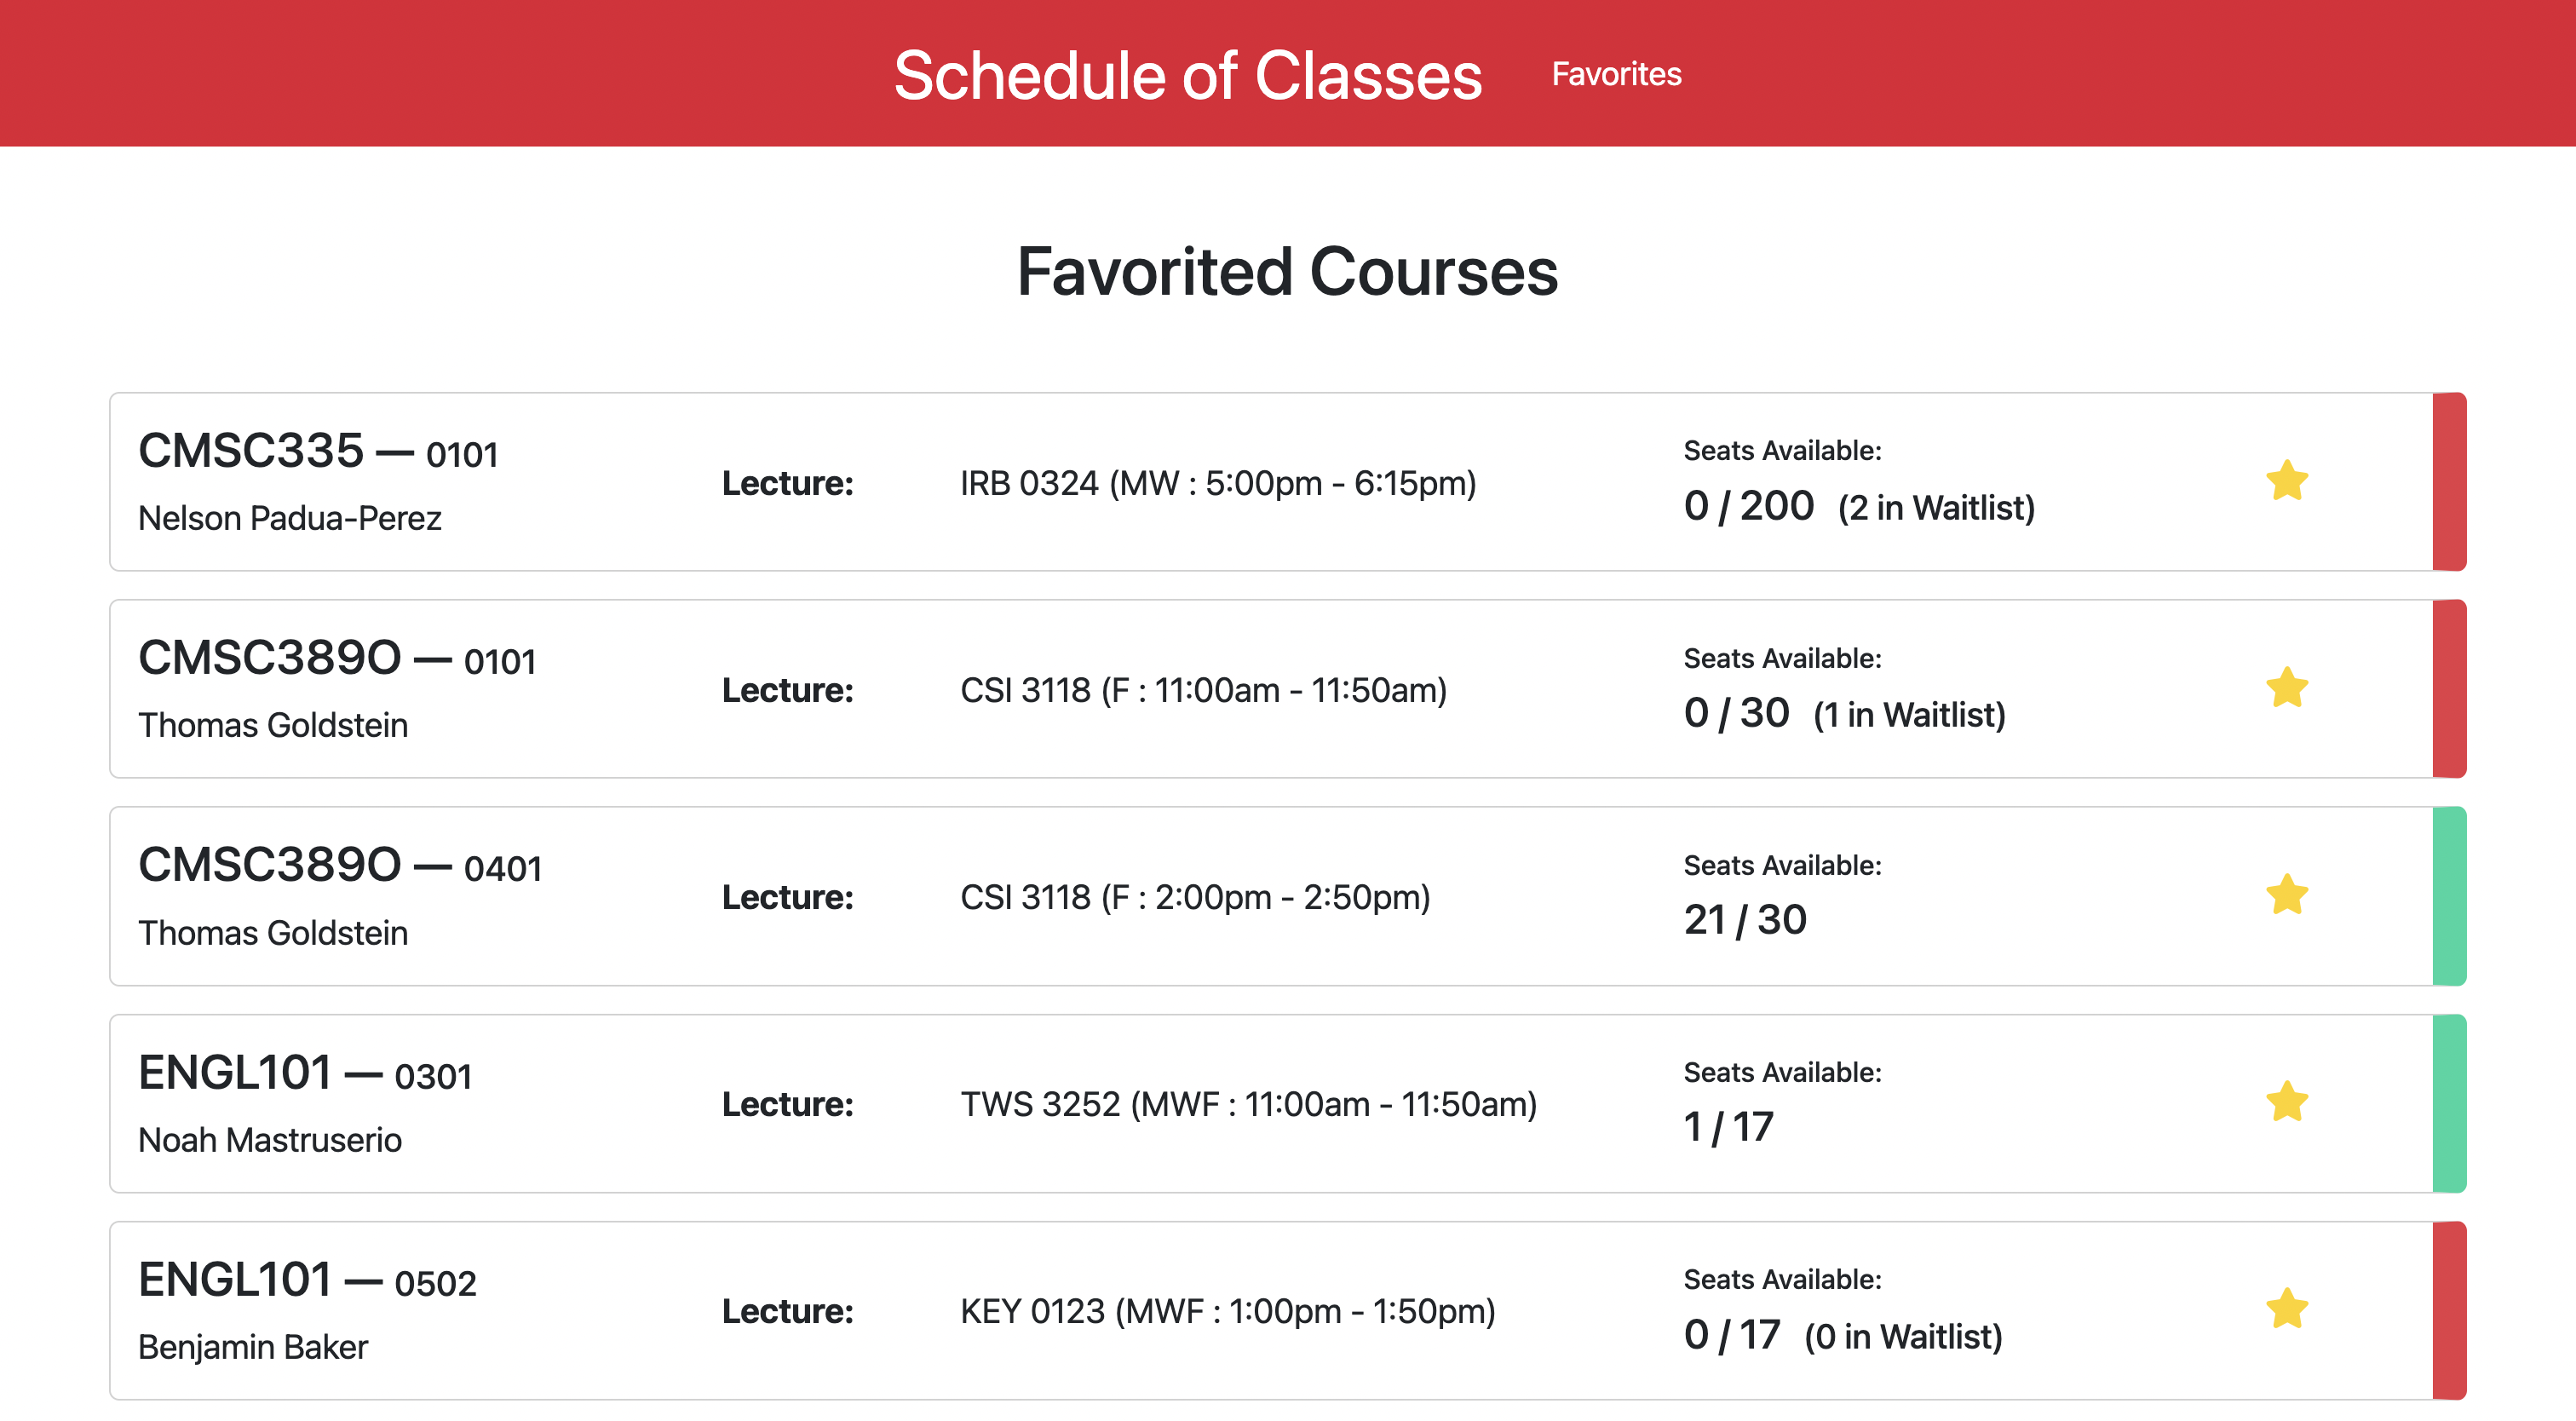 Schedule of Classes Favorites
Favorited Courses
CMSC335 — 0101
Nelson Padua-Perez
Lecture: IRB 0324 (MW : 5:00pm - 6:15pm)
Seats Available:
0 / 200 (2 in Waitlist)
CMSC389O — 0101
Thomas Goldstein
Lecture: CSI 3118 (F : 11:00am - 11:50am)
Seats Available:
0 / 30 (1 in Waitlist)
CMSC389O — 0401
Thomas Goldstein
Lecture: CSI 3118 (F : 2:00pm - 2:50pm)
Seats Available:
21 / 30
ENGL101 — 0301
Noah Mastruserio
Lecture: TWS 3252 (MWF : 11:00am - 11:50am)
Seats Available:
1 / 17
ENGL101 — 0502
Benjamin Baker
Lecture: KEY 0123 (MWF : 1:00pm - 1:50pm)
Seats Available:
0 / 17 (0 in Waitlist)